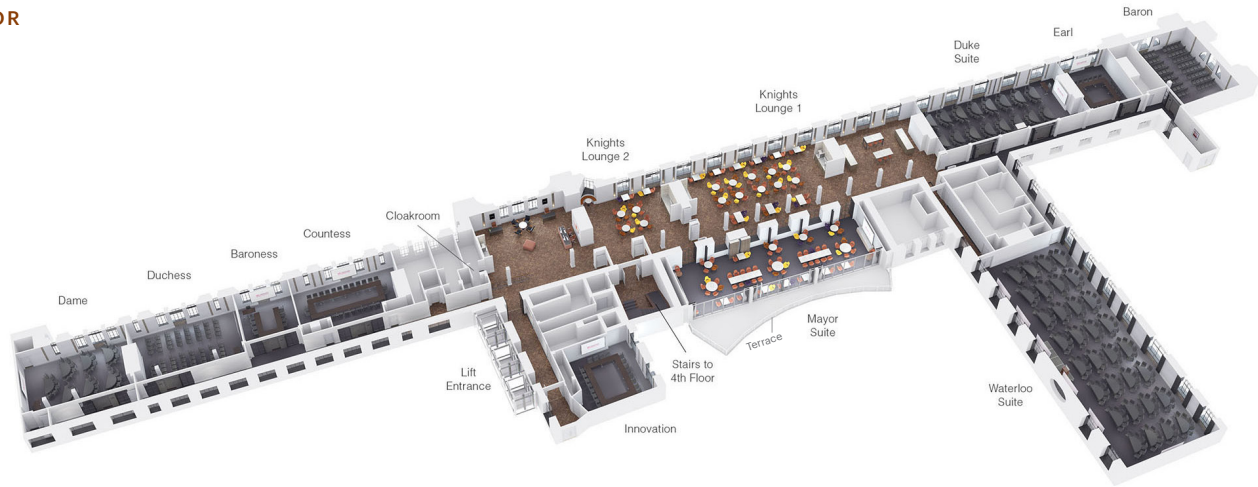 OR
Baron
Earl
Duke
Suite
Knights
Lounge 1
Knights
Lounge 2
Cloakroom
Countess
Baroness
Duchess
Dame
Lift
Entrance
Stairs to
4th Floor
Innovation
Terrace
Mayor
Suite
Waterloo
Suite